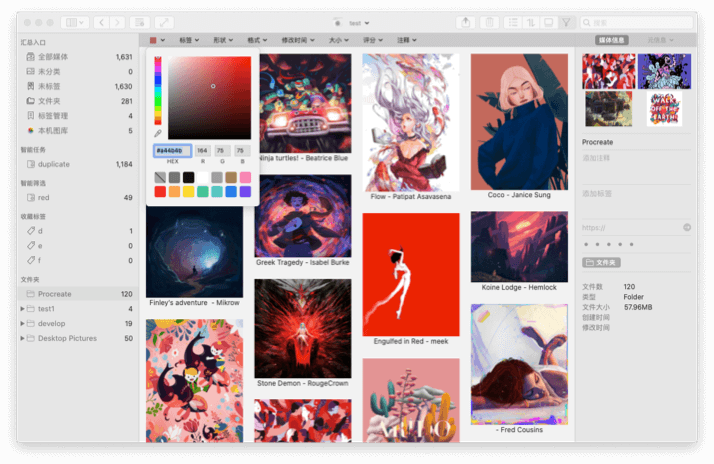 test
搜索
汇总入口
全部媒体 1,631
未分类 0
未标签 1,630
文件夹 281
标签管理 4
本机图库 5
智能任务
duplicate 1,184
智能筛选
red 49
收藏标签
d 1
e 0
f 0
文件夹
Procreate 120
test1 4
develop 19
Desktop Pictures 50
标签
形状
格式
修改时间
大小
评分
注释
#a44b4b 164 75 75
HEX R G B
Ninja turtles! - Beatrice Blue
Flow - Patipat Asavasena
Coco - Janice Sung
Finley's adventure - Mikrow
Greek Tragedy - Isabel Burke
Engulfed in Red - meek
Koine Lodge - Hemlock
Stone Demon - RougeCrown
- Fred Cousins
媒体信息
WALK OFF THE EARTH!
Procreate
添加注释
添加标签
https://
文件夹
文件数 120
类型 Folder
文件大小 57.96MB
创建时间
修改时间